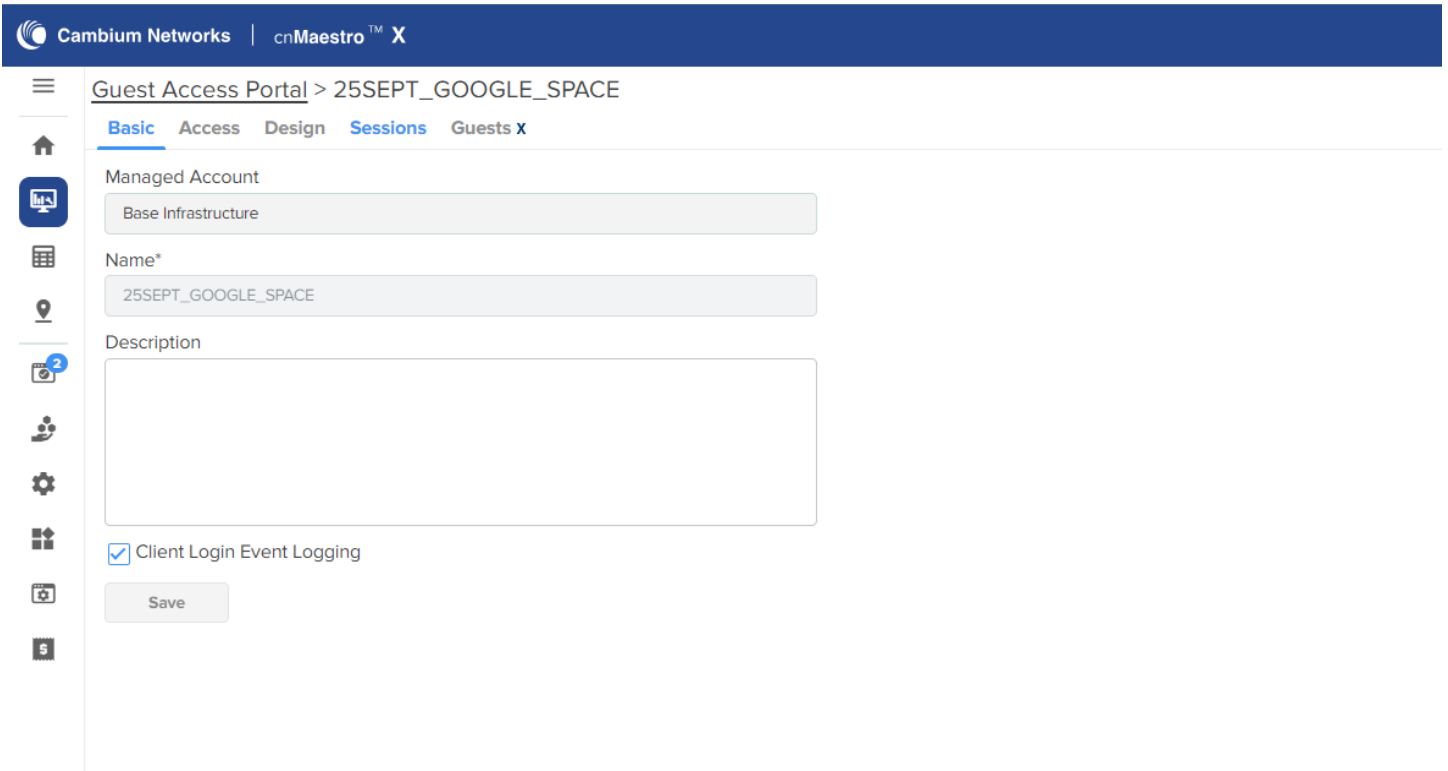 Cambium Networks | cnMaestro™ X
Guest Access Portal > 25SEPT_GOOGLE_SPACE
Basic Access Design Sessions Guests X
Managed Account
Base Infrastructure
Name*
25SEPT_GOOGLE_SPACE
2
Description
Client Login Event Logging
Save
$